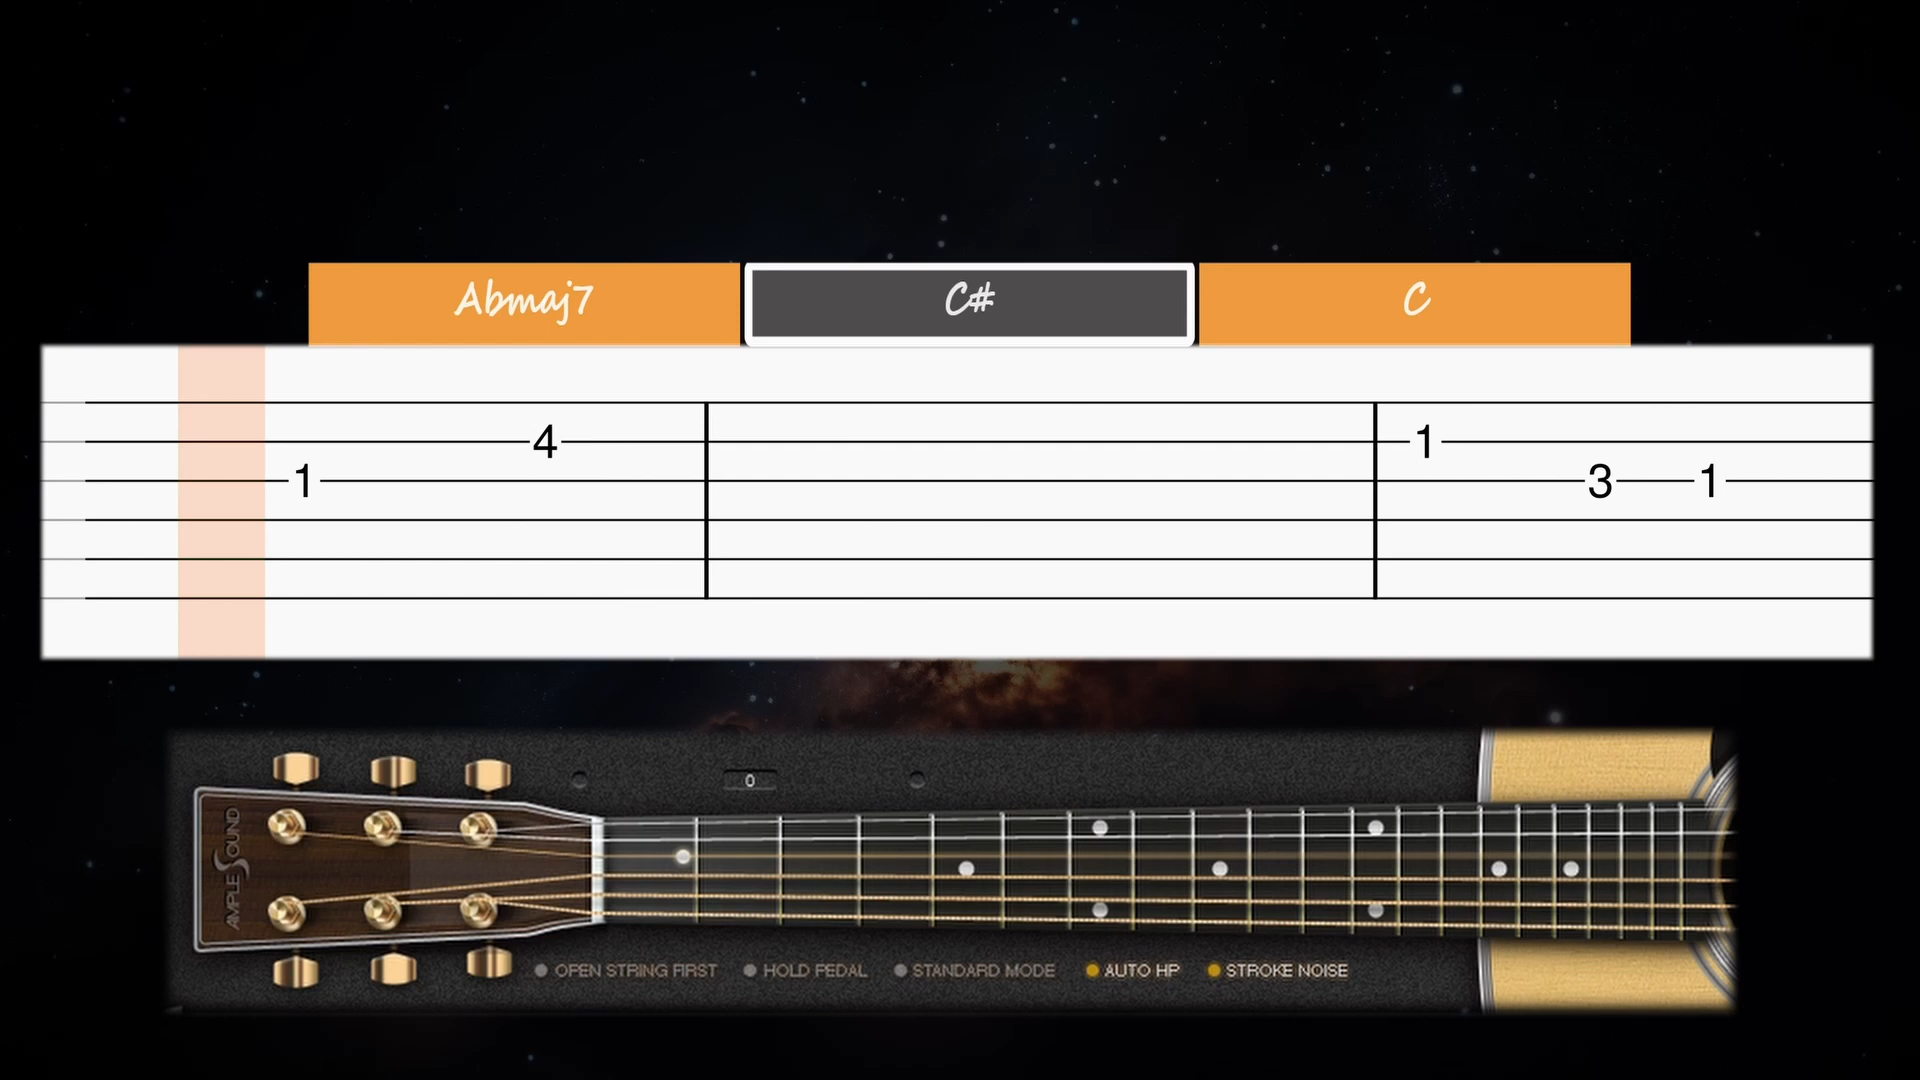 Abmaj7 C# C
4 1
1 3 1
0
AMPLE SOUND
OPEN STRING FIRST HOLD PEDAL STANDARD MODE AUTO HP STROKE NOISE